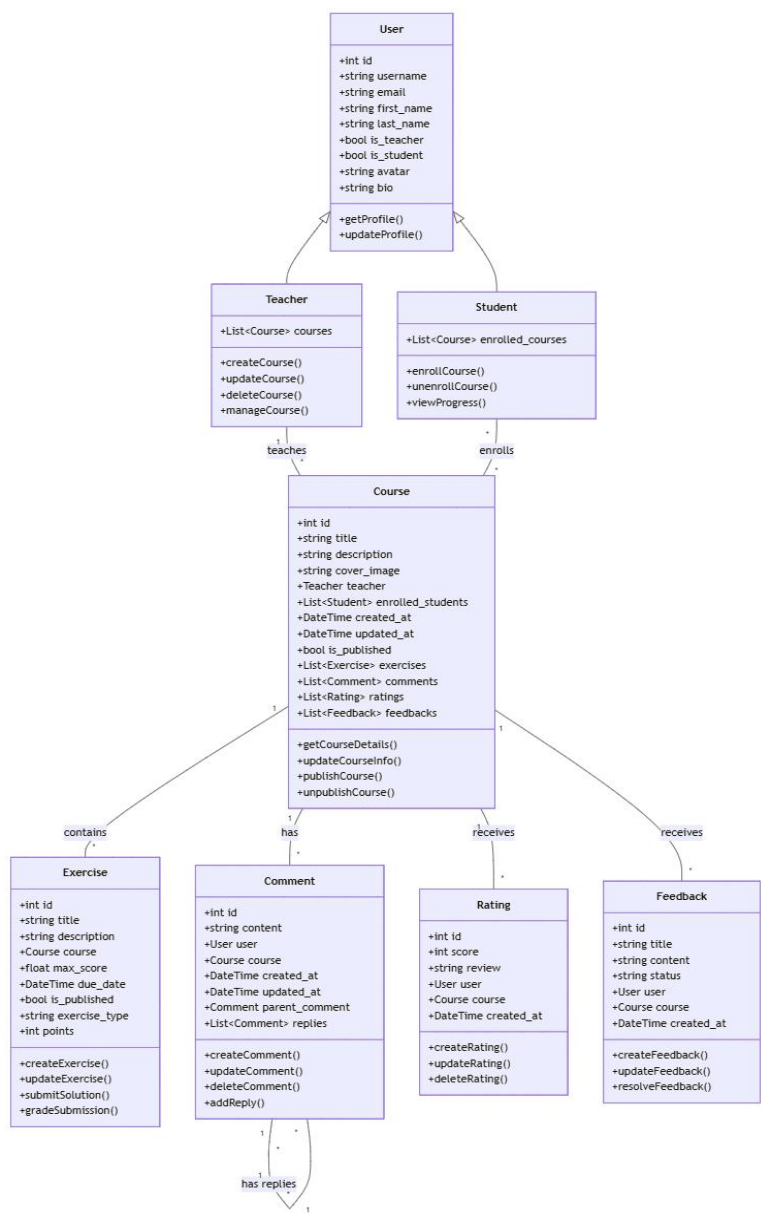 User
+int id
+string username
+string email
+string first_name
+string last_name
+bool is_teacher
+bool is_student
+string avatar
+string bio
+getProfile()
+updateProfile()
Teacher
+List<Course> courses
+createCourse()
+updateCourse()
+deleteCourse()
+manageCourse()
Student
+List<Course> enrolled_courses
+enrollCourse()
+unenrollCourse()
+viewProgress()
1
teaches
*
*
enrolls
*
Course
+int id
+string title
+string description
+string cover_image
+Teacher teacher
+List<Student> enrolled_students
+DateTime created_at
+DateTime updated_at
+bool is_published
+List<Exercise> exercises
+List<Comment> comments
+List<Rating> ratings
+List<Feedback> feedbacks
+getCourseDetails()
+updateCourseInfo()
+publishCourse()
+unpublishCourse()
1
contains
*
1
has
*
1
receives
*
1
receives
*
Exercise
+int id
+string title
+string description
+Course course
+float max_score
+DateTime due_date
+bool is_published
+string exercise_type
+int points
+createExercise()
+updateExercise()
+submitSolution()
+gradeSubmission()
Comment
+int id
+string content
+User user
+Course course
+DateTime created_at
+DateTime updated_at
+Comment parent_comment
+List<Comment> replies
+createComment()
+updateComment()
+deleteComment()
+addReply()
Rating
+int id
+int score
+string review
+User user
+Course course
+DateTime created_at
+createRating()
+updateRating()
+deleteRating()
Feedback
+int id
+string title
+string content
+string status
+User user
+Course course
+DateTime created_at
+createFeedback()
+updateFeedback()
+resolveFeedback()
1
*
*
1
has replies
*
1